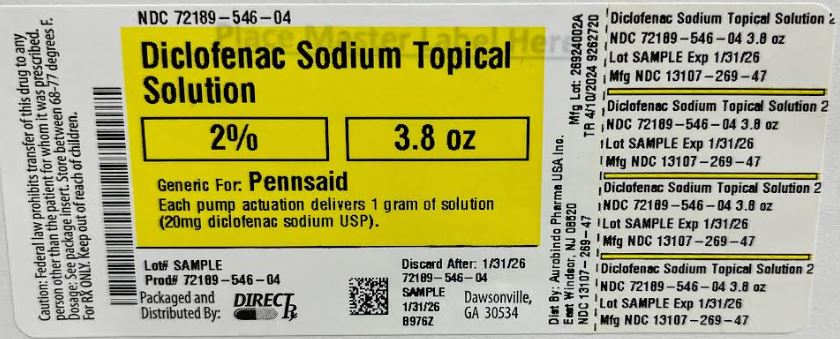 Caution: Federal law prohibits transfer of this drug to any
person other than the patient for whom it was prescribed.
Dosage: See package insert. Store between 68-77 degrees F.
For RX ONLY. Keep out of reach of children.
NDC 72189-546-04
Place Master Label Here
Diclofenac Sodium Topical
Solution
2%
3.8 oz
Generic For: Pennsaid
Each pump actuation delivers 1 gram of solution
(20mg diclofenac sodium USP).
Lot# SAMPLE
Prod# 72189-546-04
Packaged and
Distributed By:
DIRECT Rx
Discard After: 1/31/26
72189-546-04
SAMPLE
1/31/26
B976Z
Dawsonville,
GA 30534
Dist By: Aurobindo Pharma USA Inc.
East Windsor, NJ 08620
NDC 13107-269-47
Mfg Lot: 269240002A
TR 4/10/2024 9262720
Diclofenac Sodium Topical Solution 2
NDC 72189-546-04 3.8 oz
Lot SAMPLE Exp 1/31/26
Mfg NDC 13107-269-47
Diclofenac Sodium Topical Solution 2
NDC 72189-546-04 3.8 oz
Lot SAMPLE Exp 1/31/26
Mfg NDC 13107-269-47
Diclofenac Sodium Topical Solution 2
NDC 72189-546-04 3.8 oz
Lot SAMPLE Exp 1/31/26
Mfg NDC 13107-269-47
Diclofenac Sodium Topical Solution 2
NDC 72189-546-04 3.8 oz
Lot SAMPLE Exp 1/31/26
Mfg NDC 13107-269-47